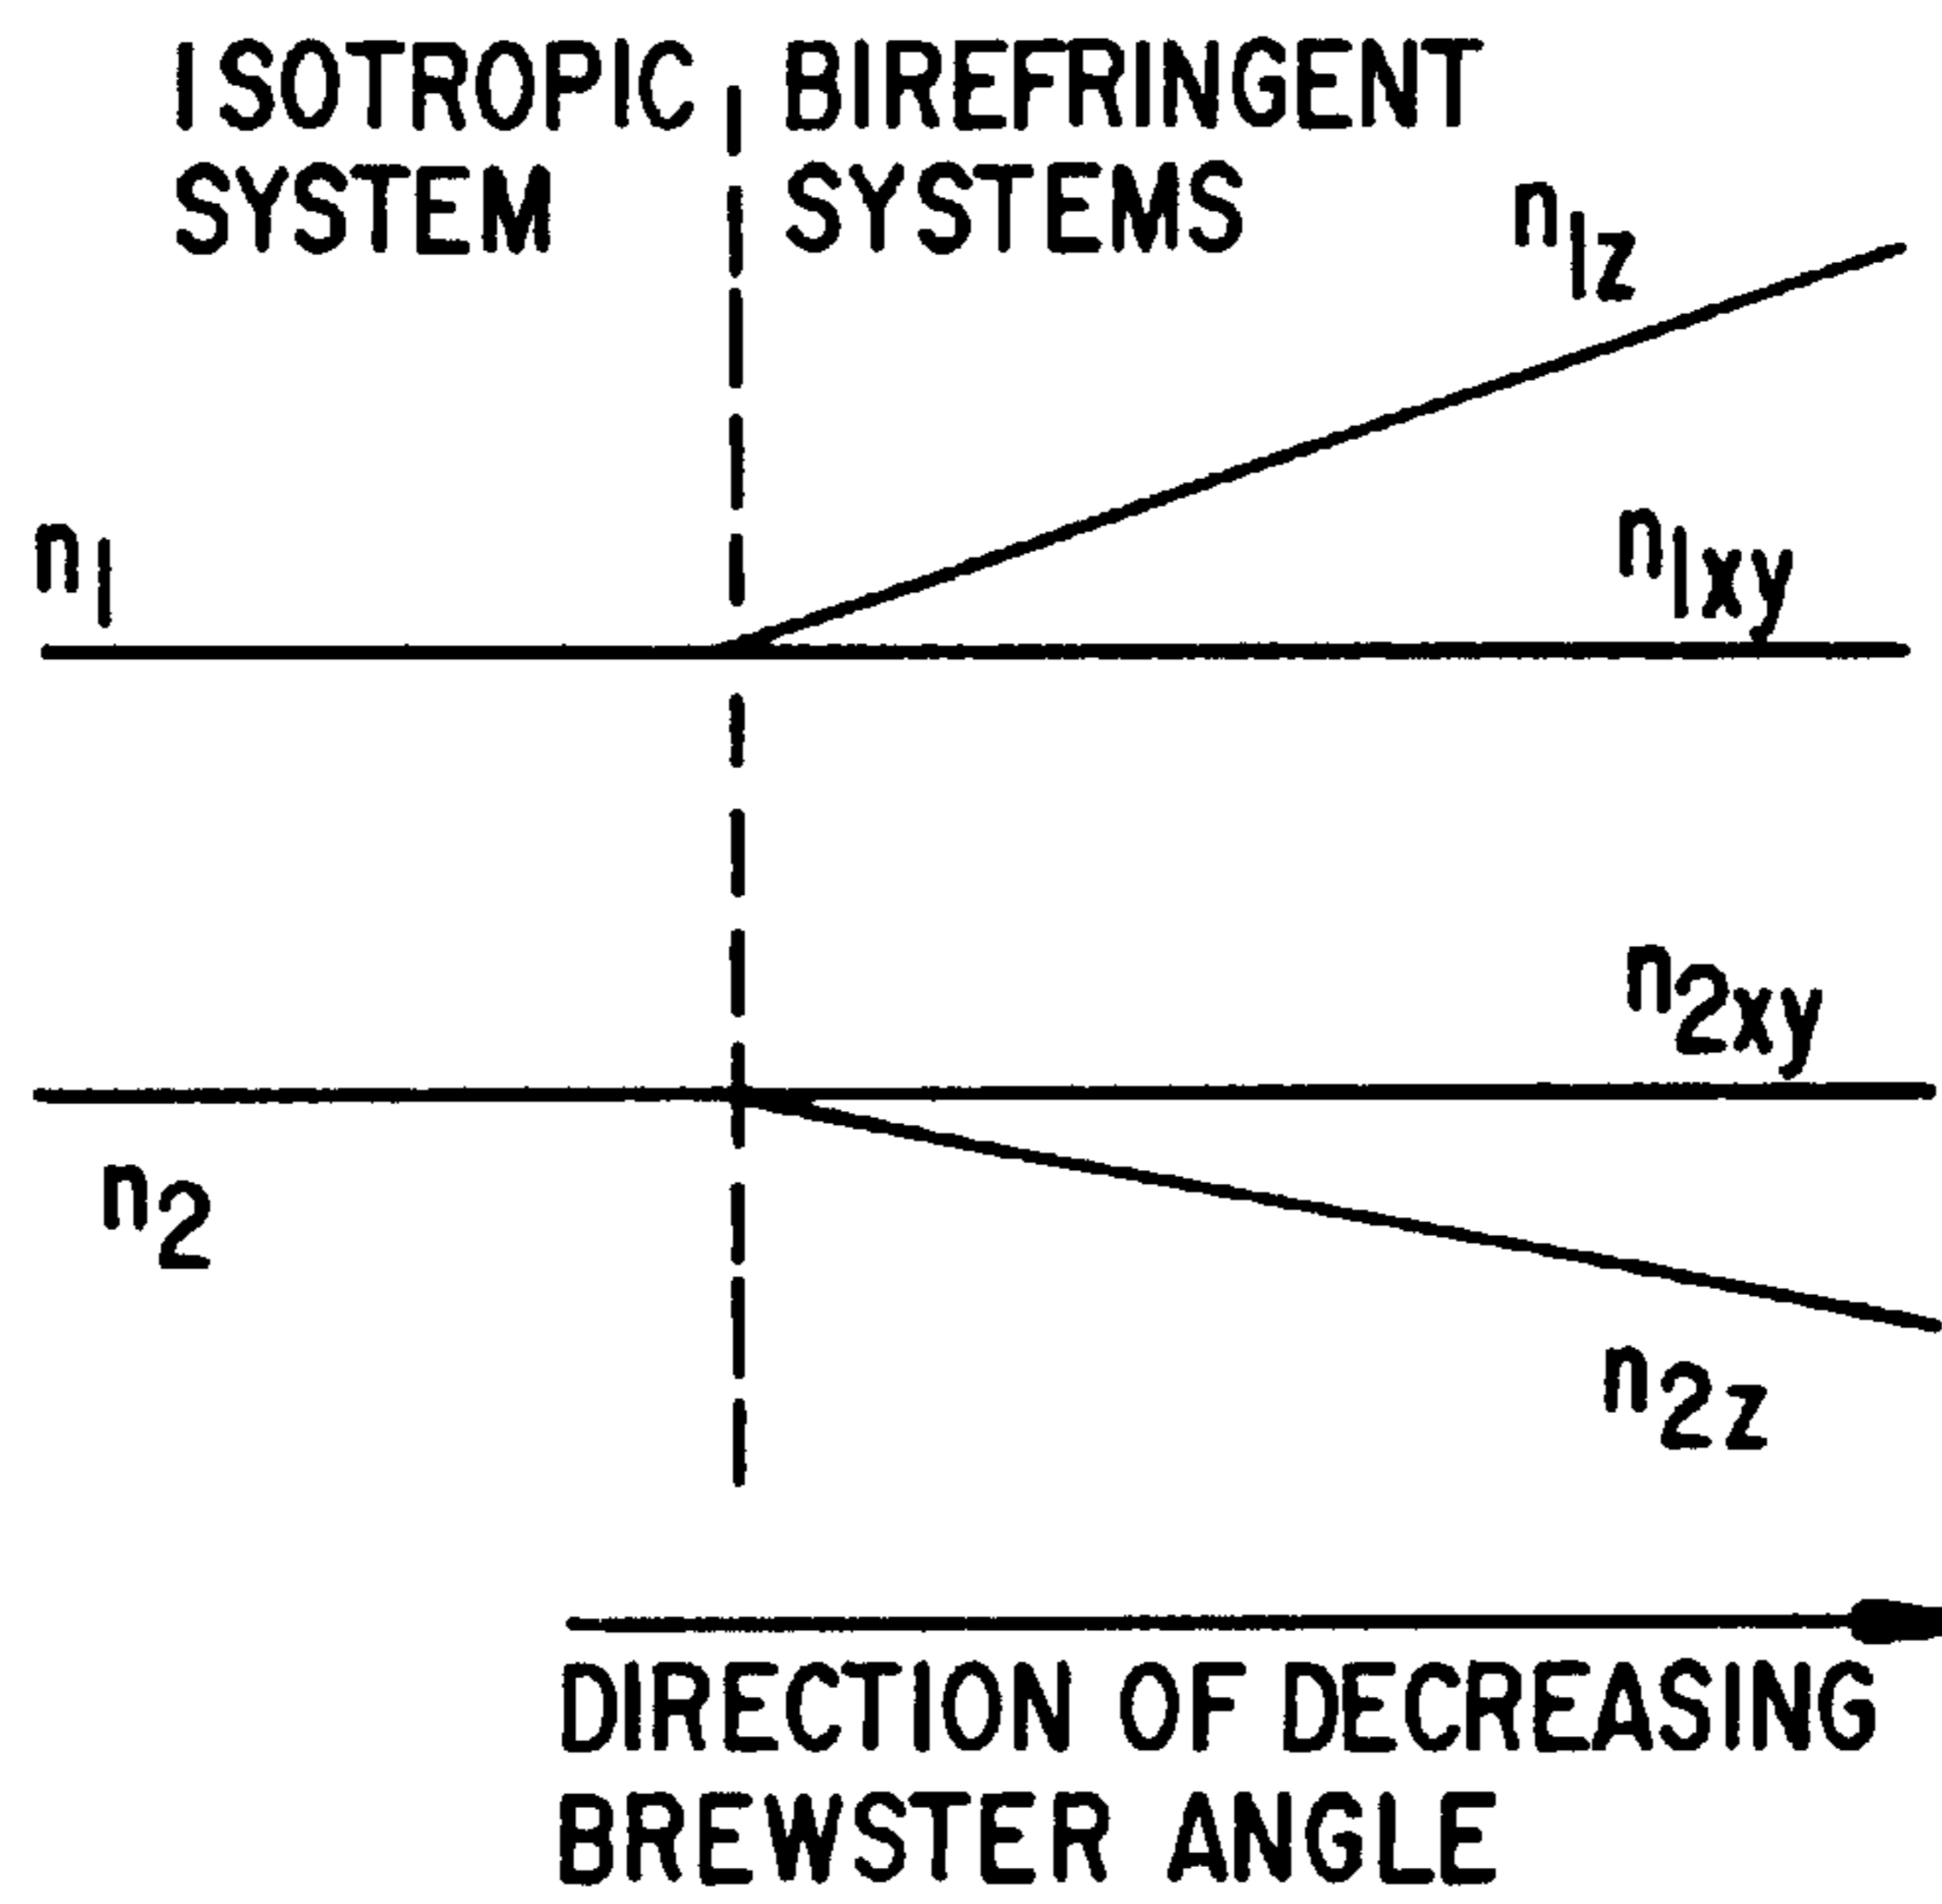 ISOTROPIC
SYSTEM
BIREFRINGENT
SYSTEMS
n1z
n1
n1xy
n2xy
n2
n2z
DIRECTION OF DECREASING
BREWSTER ANGLE